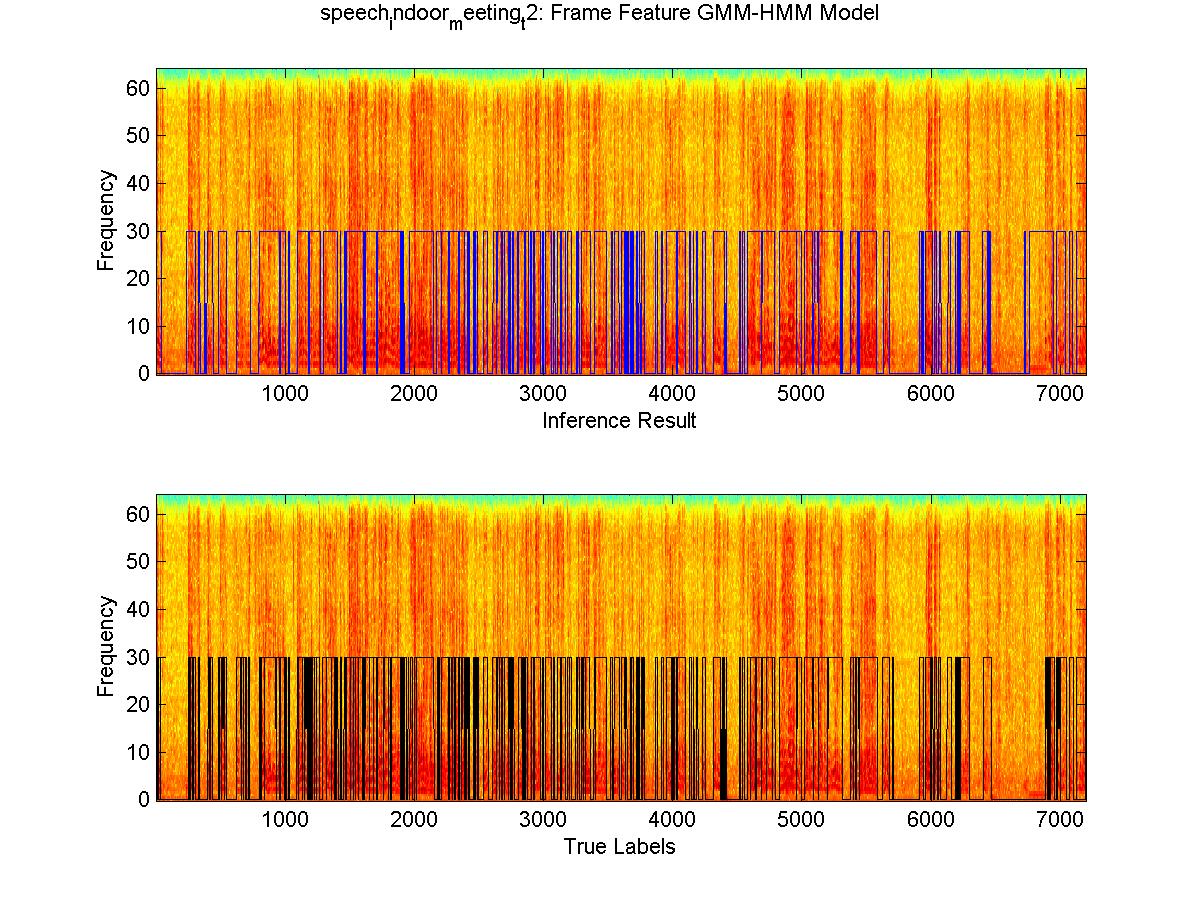 speech_indoor_meeting_t2: Frame Feature GMM-HMM Model
60
50
40
30
20
10
0
Frequency
1000 2000 3000 4000 5000 6000 7000
Inference Result
60
50
40
30
20
10
0
Frequency
1000 2000 3000 4000 5000 6000 7000
True Labels